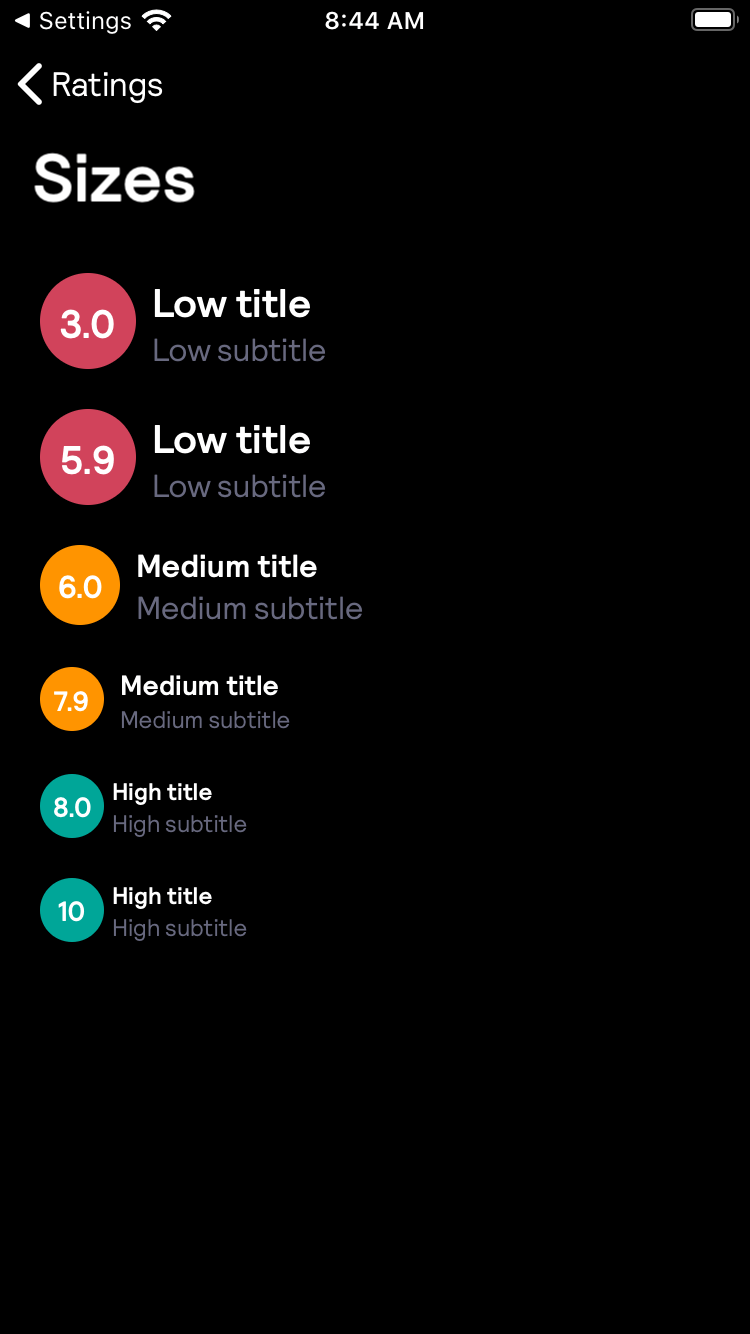 Settings
8:44 AM
Ratings
Sizes
3.0
Low title
Low subtitle
5.9
Low title
Low subtitle
6.0
Medium title
Medium subtitle
7.9
Medium title
Medium subtitle
8.0
High title
High subtitle
10
High title
High subtitle